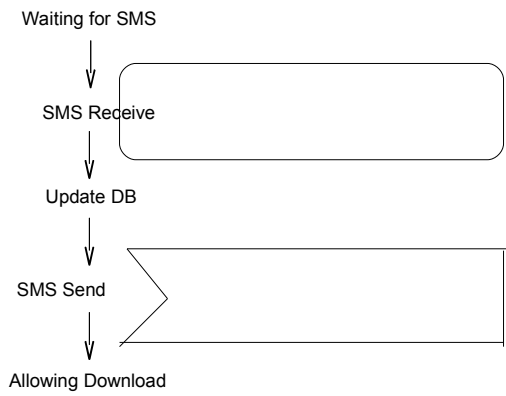 Waiting for SMS
SMS Receive
Update DB
SMS Send
Allowing Download